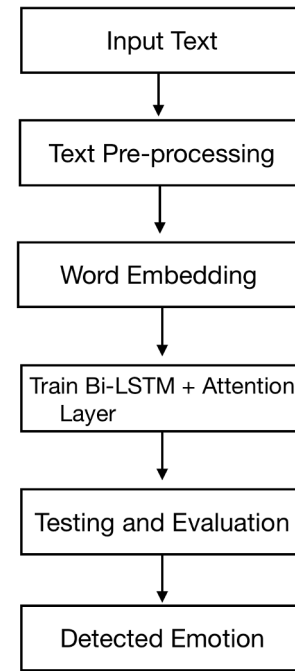 Input Text
Text Pre-processing
Word Embedding
Train Bi-LSTM + Attention
Layer
Testing and Evaluation
Detected Emotion